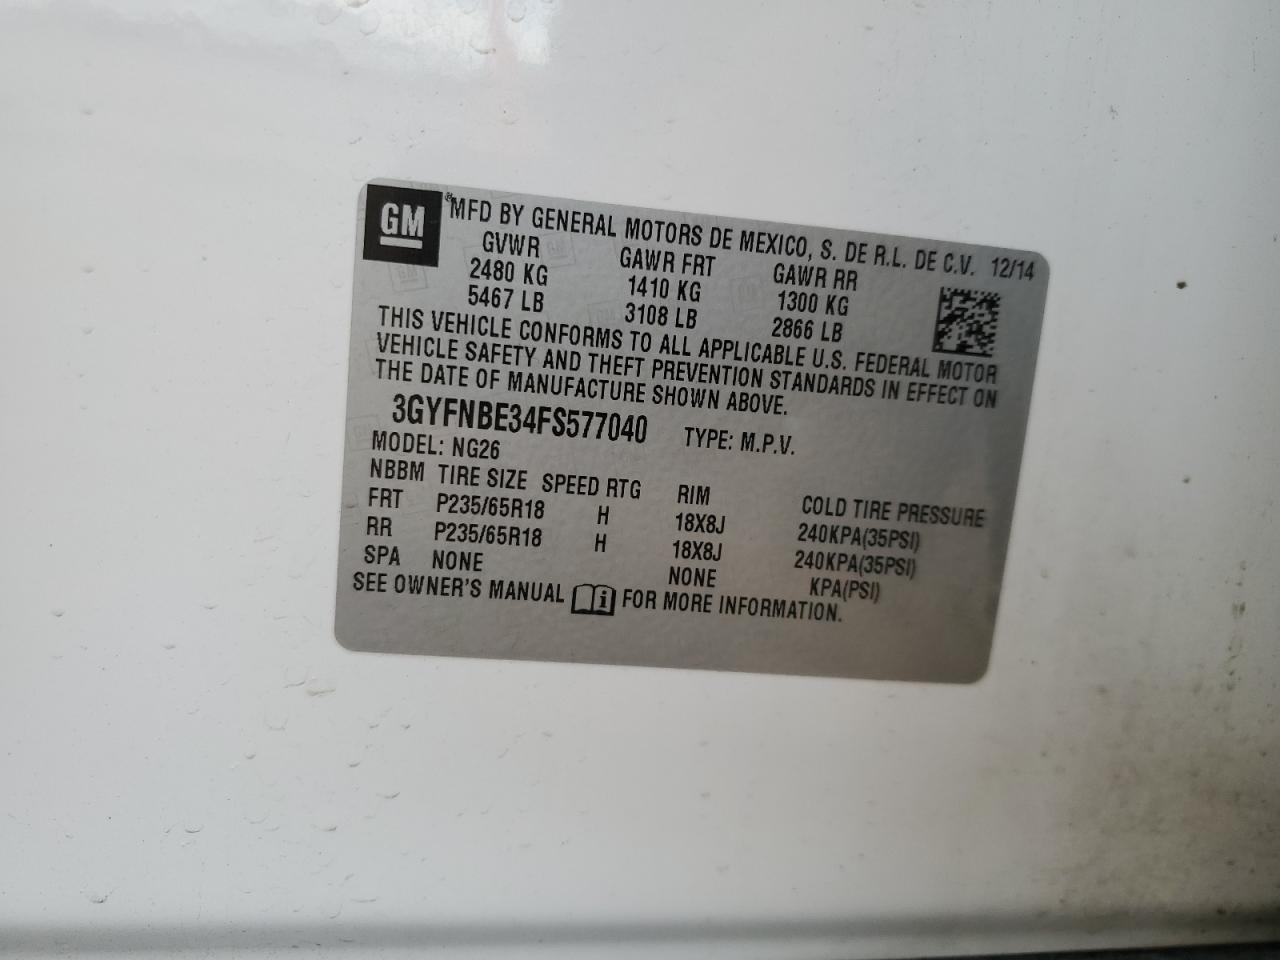 GM ® MFD BY GENERAL MOTORS DE MEXICO, S. DE R.L. DE C.V. 12/14
GVWR GAWR FRT GAWR RR
2480 KG 1410 KG 1300 KG
5467 LB 3108 LB 2866 LB
THIS VEHICLE CONFORMS TO ALL APPLICABLE U.S. FEDERAL MOTOR
VEHICLE SAFETY AND THEFT PREVENTION STANDARDS IN EFFECT ON
THE DATE OF MANUFACTURE SHOWN ABOVE.
3GYFNBE34FS577040 TYPE: M.P.V.
MODEL: NG26
NBBM TIRE SIZE SPEED RTG RIM COLD TIRE PRESSURE
FRT P235/65R18 H 18X8J 240KPA(35PSI)
RR P235/65R18 H 18X8J 240KPA(35PSI)
SPA NONE NONE KPA(PSI)
SEE OWNER'S MANUAL i FOR MORE INFORMATION.